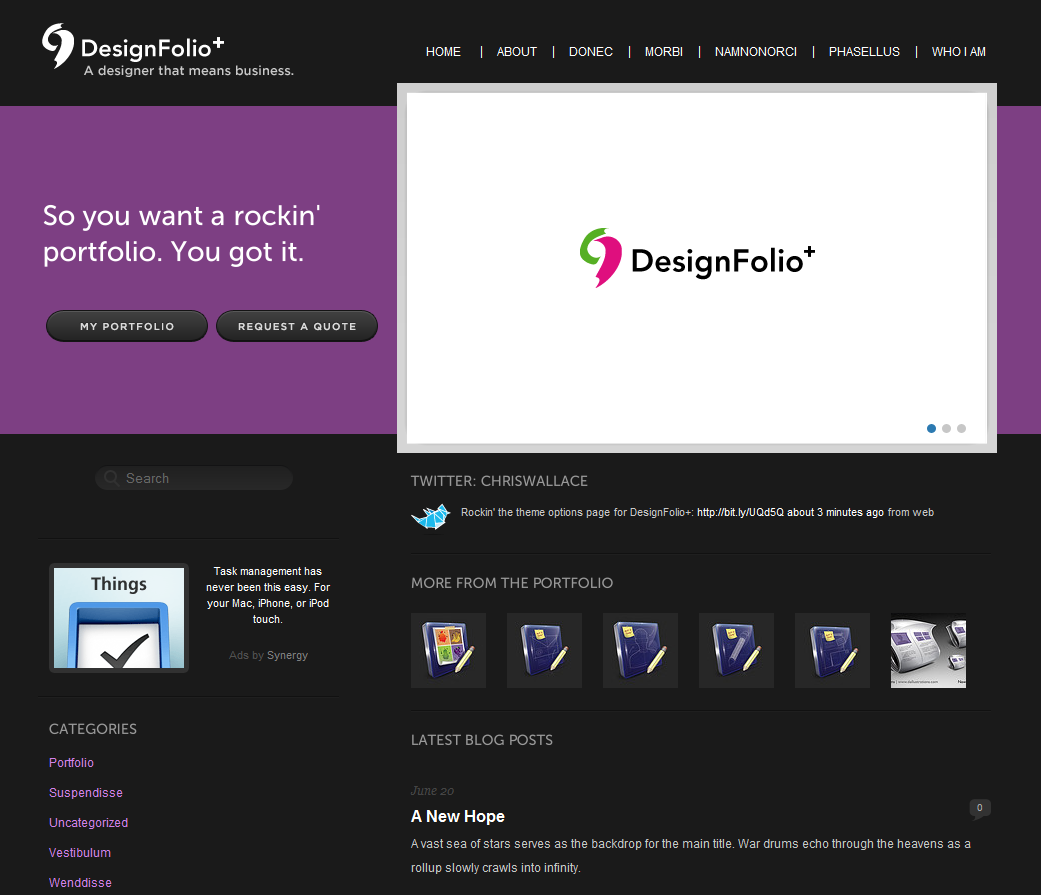 DesignFolio+
A designer that means business.
HOME | ABOUT | DONEC | MORBI | NAMNONORCI | PHASELLUS | WHO I AM
So you want a rockin'
portfolio. You got it.
MY PORTFOLIO
REQUEST A QUOTE
DesignFolio+
Search
Things
Task management has
never been this easy. For
your Mac, iPhone, or iPod
touch.
Ads by Synergy
CATEGORIES
Portfolio
Suspendisse
Uncategorized
Vestibulum
Wenddisse
TWITTER: CHRISWALLACE
Rockin' the theme options page for DesignFolio+: http://bit.ly/UQd5Q about 3 minutes ago from web
MORE FROM THE PORTFOLIO
LATEST BLOG POSTS
June 20
A New Hope
0
A vast sea of stars serves as the backdrop for the main title. War drums echo through the heavens as a
rollup slowly crawls into infinity.